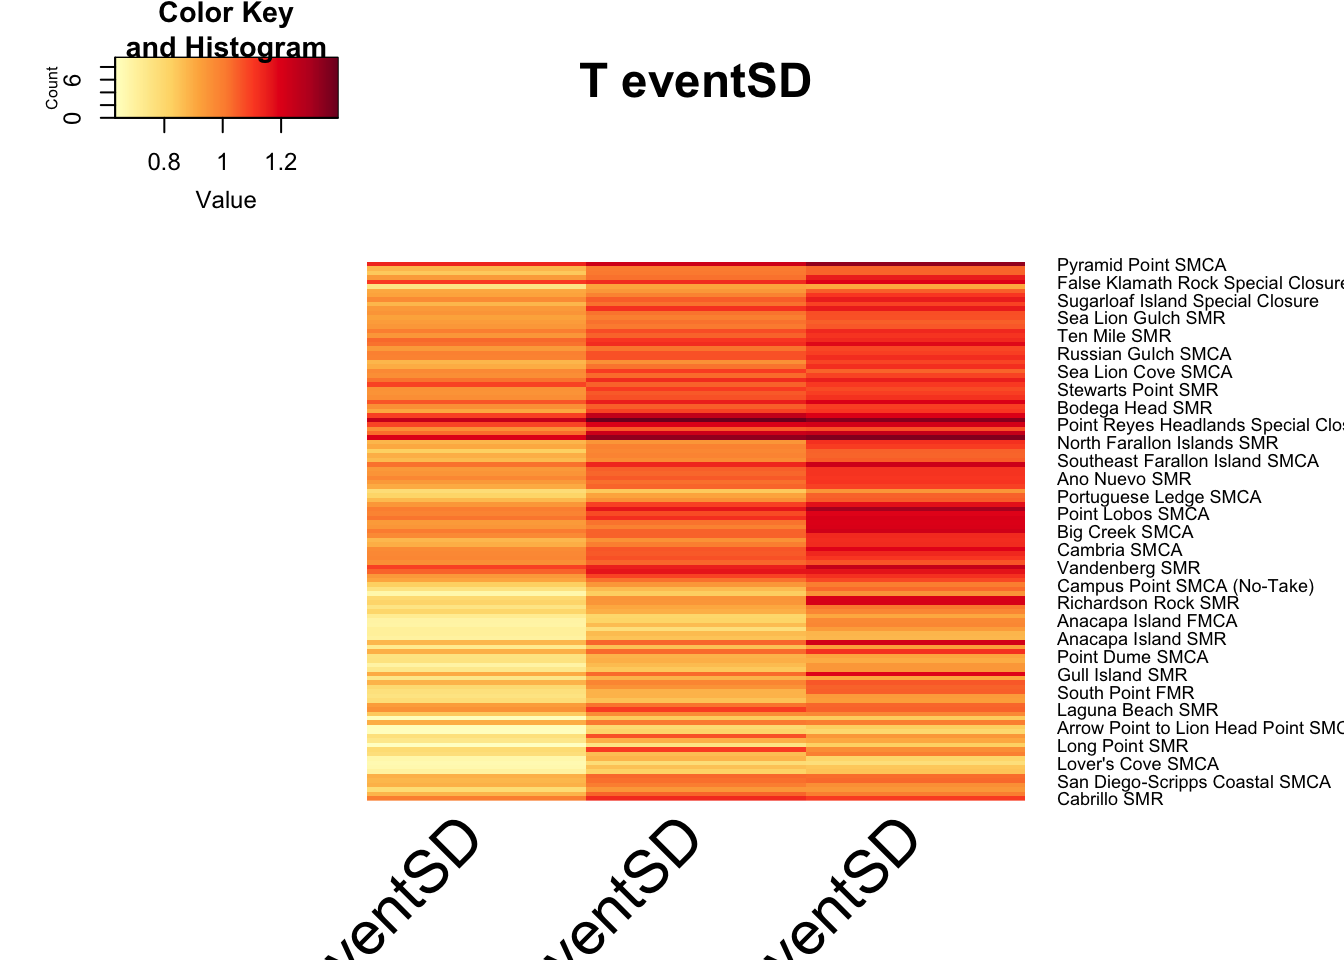 Color Key
and Histogram
T eventSD
Count
0 6
0.8 1 1.2
Value
Pyramid Point SMCA
False Klamath Rock Special Closure
Sugarloaf Island Special Closure
Sea Lion Gulch SMR
Ten Mile SMR
Russian Gulch SMCA
Sea Lion Cove SMCA
Stewarts Point SMR
Bodega Head SMR
Point Reyes Headlands Special Clos
North Farallon Islands SMR
Southeast Farallon Island SMCA
Ano Nuevo SMR
Portuguese Ledge SMCA
Point Lobos SMCA
Big Creek SMCA
Cambria SMCA
Vandenberg SMR
Campus Point SMCA (No-Take)
Richardson Rock SMR
Anacapa Island FMCA
Anacapa Island SMR
Point Dume SMCA
Gull Island SMR
South Point FMR
Laguna Beach SMR
Arrow Point to Lion Head Point SMC
Long Point SMR
Lover's Cove SMCA
San Diego-Scripps Coastal SMCA
Cabrillo SMR
ventSD
ventSD
ventSD